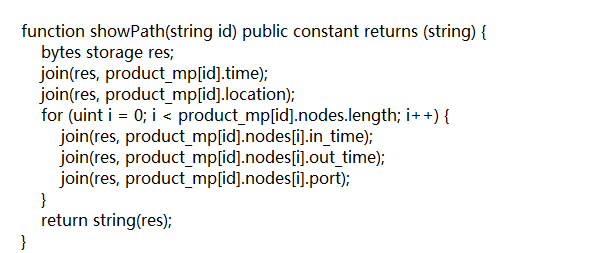 function showPath(string id) public constant returns (string) {
bytes storage res;
join(res, product_mp[id].time);
join(res, product_mp[id].location);
for (uint i = 0; i < product_mp[id].nodes.length; i++) {
join(res, product_mp[id].nodes[i].in_time);
join(res, product_mp[id].nodes[i].out_time);
join(res, product_mp[id].nodes[i].port);
}
return string(res);
}